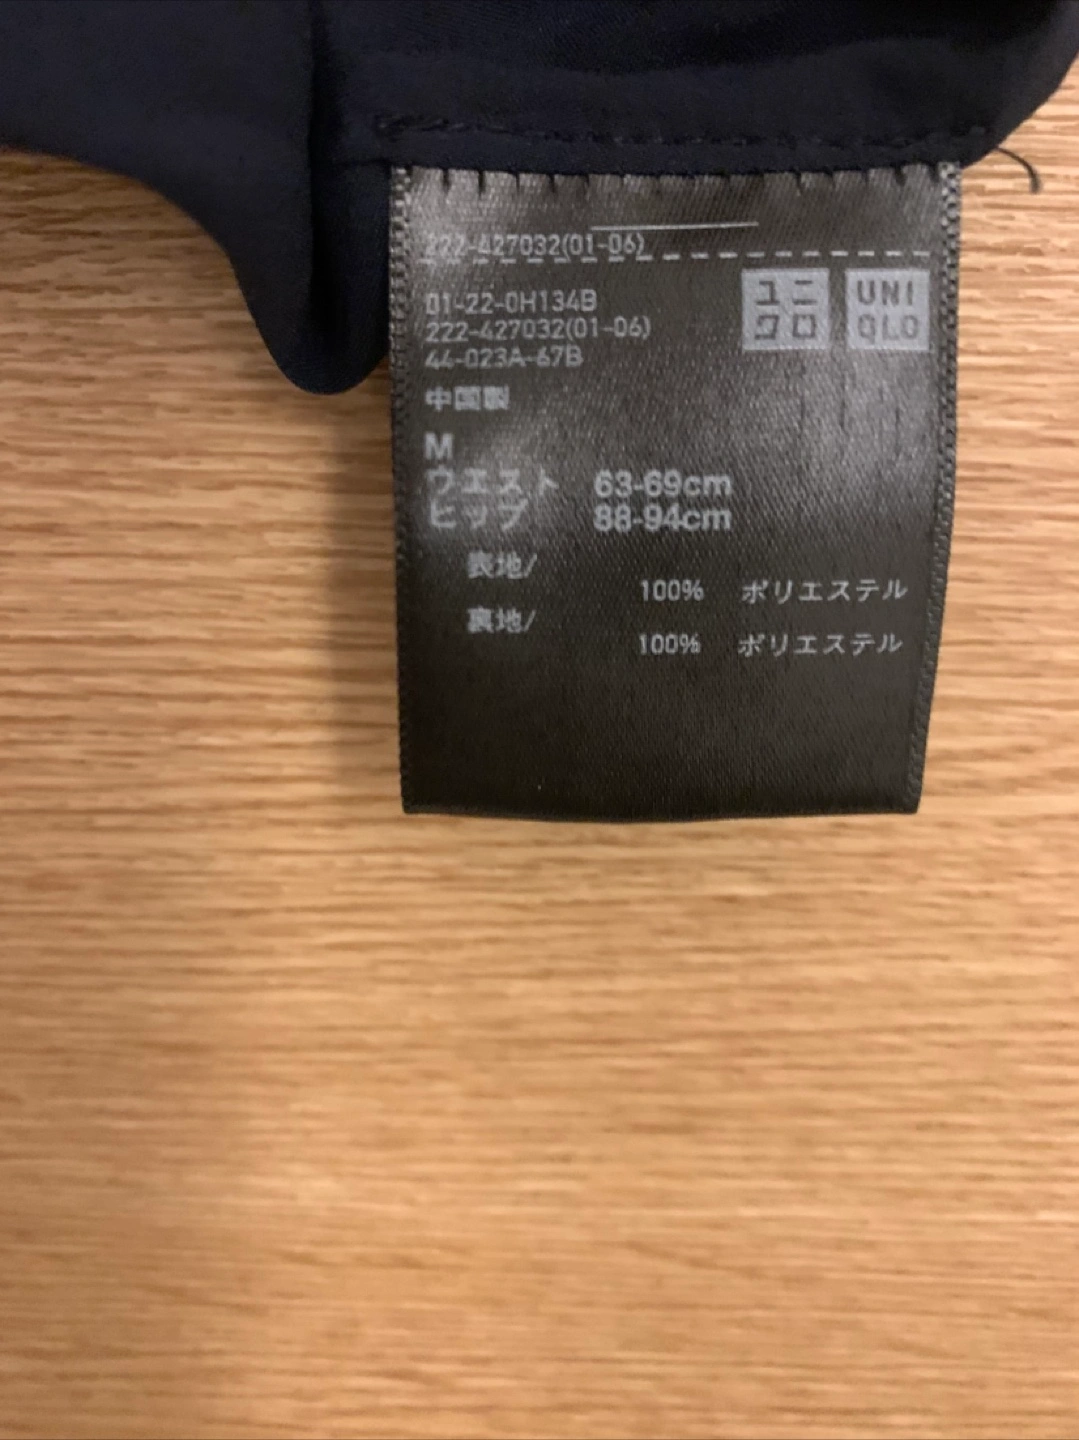 222-427032(01-06)
01-22-0H134B
222-427032(01-06)
44-023A-67B
ユニ
クロ
UNI
QLO
中国製
M
ウエスト 63-69cm
ヒップ 88-94cm
表地/
100% ポリエステル
裏地/
100% ポリエステル